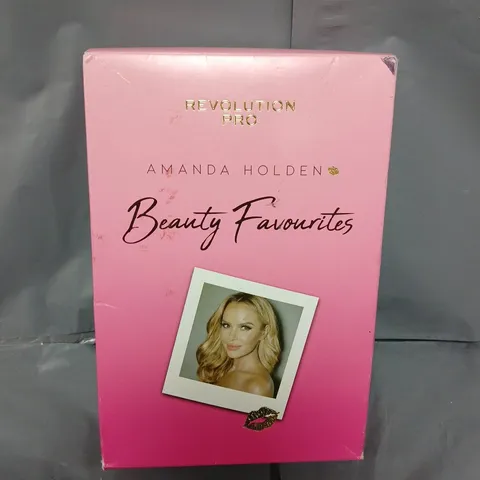 REVOLUTION
PRO
AMANDA HOLDEN
Beauty Favourites